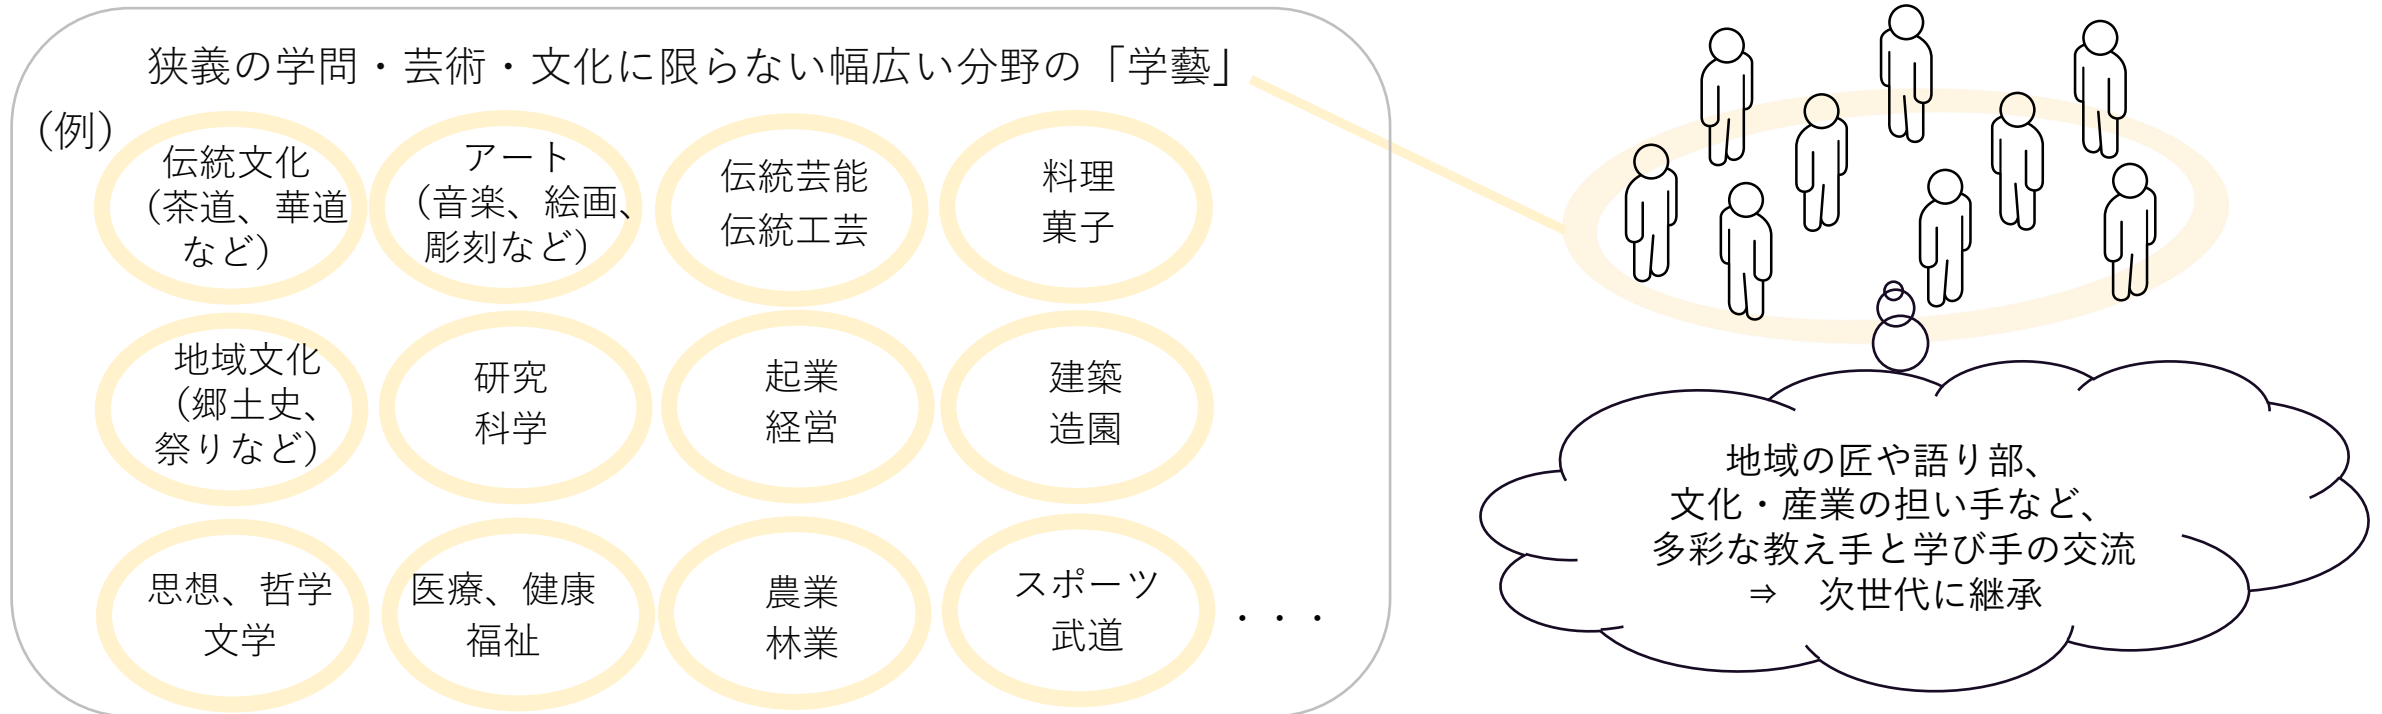 狭義の学問・芸術・文化に限らない幅広い分野の「学藝」
（例）
伝統文化
（茶道、華道
など）
アート
（音楽、絵画、
彫刻など）
伝統芸能
伝統工芸
料理
菓子
地域文化
（郷土史、
祭りなど）
研究
科学
起業
経営
建築
造園
思想、哲学
文学
医療、健康
福祉
農業
林業
スポーツ
武道
・・・
地域の匠や語り部、
文化・産業の担い手など、
多彩な教え手と学び手の交流
⇒　次世代に継承